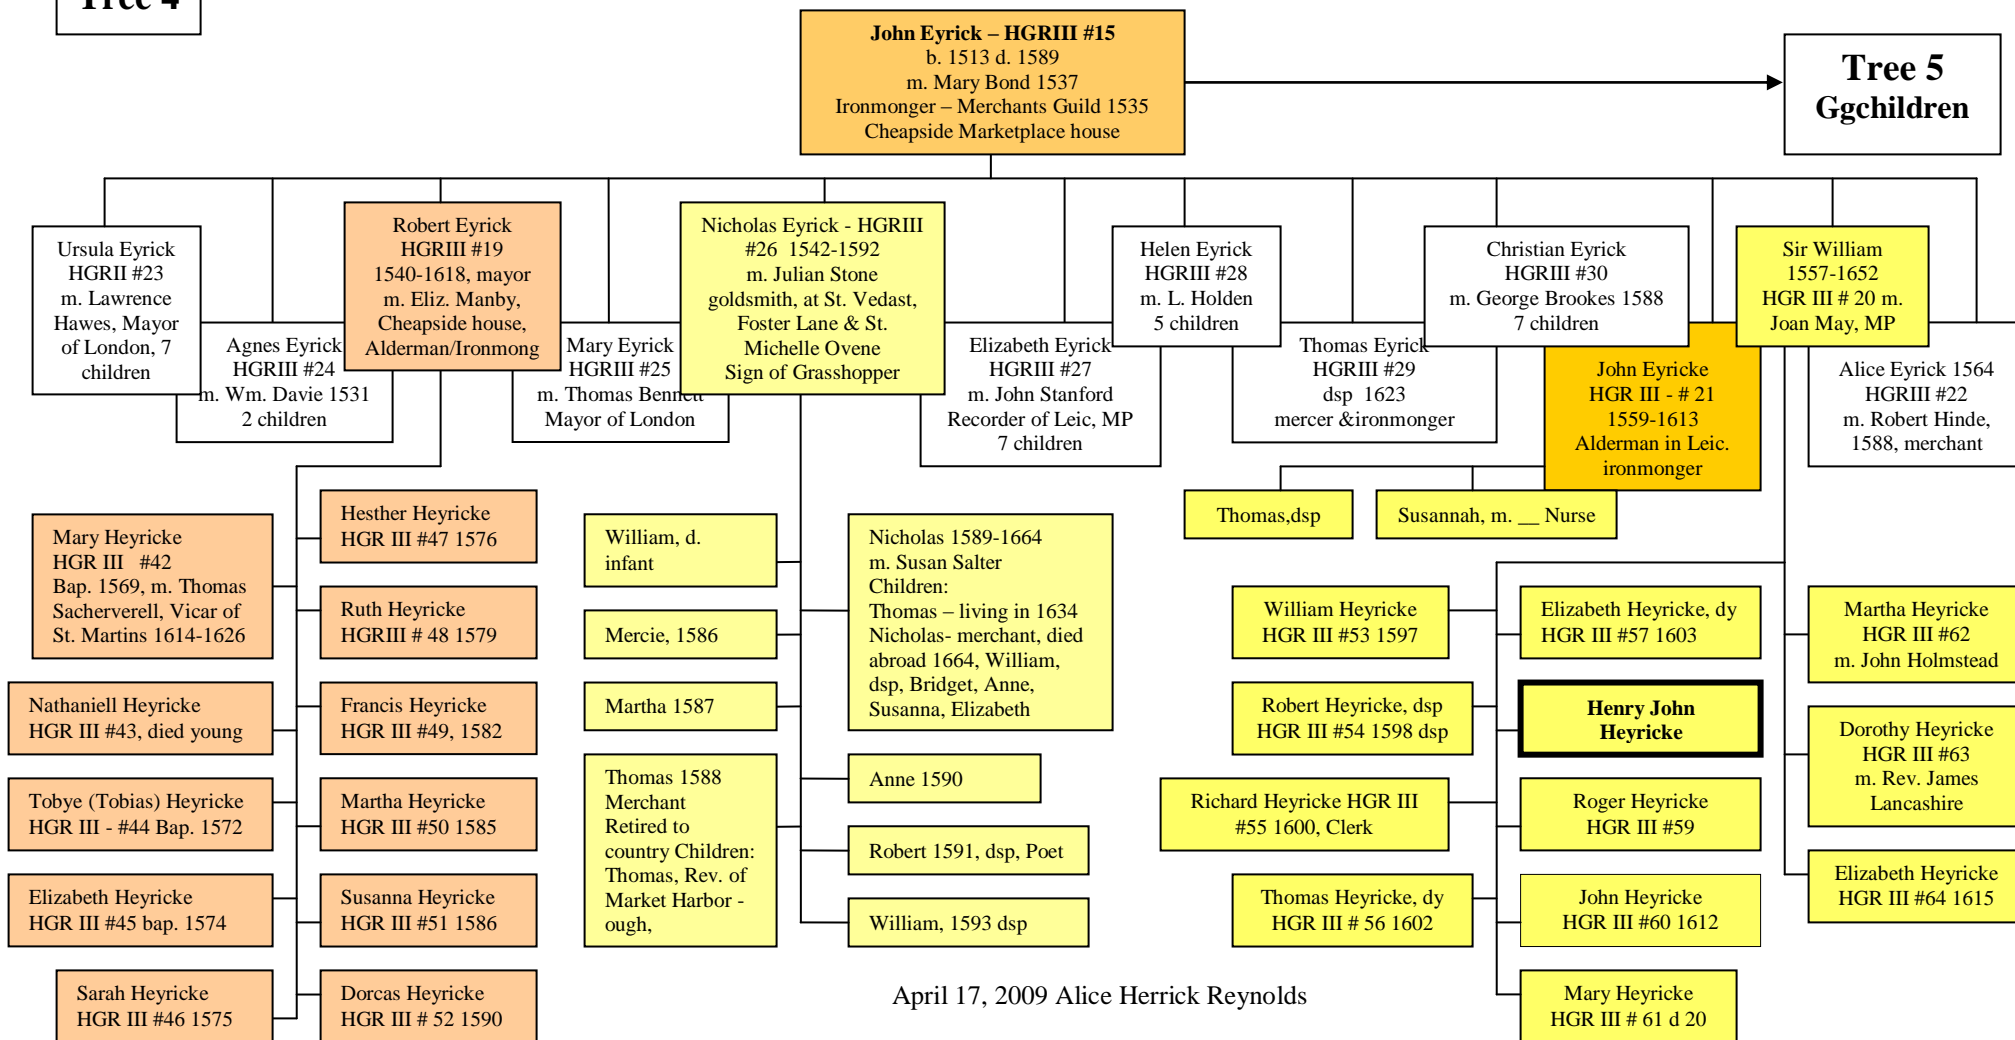 Tree 4
John Eyrick – HGRIII #15
b. 1513 d. 1589
m. Mary Bond 1537
Ironmonger – Merchants Guild 1535
Cheapside Marketplace house
Tree 5
Ggchildren
Ursula Eyrick
HGRII #23
m. Lawrence
Hawes, Mayor
of London, 7
children
Agnes Eyrick
HGRIII #24
m. Wm. Davie 1531
2 children
Robert Eyrick
HGRIII #19
1540-1618, mayor
m. Eliz. Manby,
Cheapside house,
Alderman/Ironmong
Mary Eyrick
HGRIII #25
m. Thomas Bennett
Mayor of London
Nicholas Eyrick - HGRIII
#26 1542-1592
m. Julian Stone
goldsmith, at St. Vedast,
Foster Lane & St.
Michelle Ovene
Sign of Grasshopper
Elizabeth Eyrick
HGRIII #27
m. John Stanford
Recorder of Leic, MP
7 children
Helen Eyrick
HGRIII #28
m. L. Holden
5 children
Thomas Eyrick
HGRIII #29
dsp 1623
mercer &ironmonger
Christian Eyrick
HGRIII #30
m. George Brookes 1588
7 children
John Eyricke
HGR III - # 21
1559-1613
Alderman in Leic.
ironmonger
Sir William
1557-1652
HGR III # 20 m.
Joan May, MP
Alice Eyrick 1564
HGRIII #22
m. Robert Hinde,
1588, merchant
Mary Heyricke
HGR III #42
Bap. 1569, m. Thomas
Sacherverell, Vicar of
St. Martins 1614-1626
Nathaniell Heyricke
HGR III #43, died young
Tobye (Tobias) Heyricke
HGR III - #44 Bap. 1572
Elizabeth Heyricke
HGR III #45 bap. 1574
Sarah Heyricke
HGR III #46 1575
Hesther Heyricke
HGR III #47 1576
Ruth Heyricke
HGRIII # 48 1579
Francis Heyricke
HGR III #49, 1582
Martha Heyricke
HGR III #50 1585
Susanna Heyricke
HGR III #51 1586
Dorcas Heyricke
HGR III # 52 1590
William, d.
infant
Mercie, 1586
Martha 1587
Thomas 1588
Merchant
Retired to
country Children:
Thomas, Rev. of
Market Harbor -
ough,
Nicholas 1589-1664
m. Susan Salter
Children:
Thomas – living in 1634
Nicholas- merchant, died
abroad 1664, William,
dsp, Bridget, Anne,
Susanna, Elizabeth
Anne 1590
Robert 1591, dsp, Poet
William, 1593 dsp
Thomas,dsp
Susannah, m. __ Nurse
William Heyricke
HGR III #53 1597
Robert Heyricke, dsp
HGR III #54 1598 dsp
Richard Heyricke HGR III
#55 1600, Clerk
Thomas Heyricke, dy
HGR III # 56 1602
Elizabeth Heyricke, dy
HGR III #57 1603
Henry John
Heyricke
Roger Heyricke
HGR III #59
John Heyricke
HGR III #60 1612
Mary Heyricke
HGR III # 61 d 20
Martha Heyricke
HGR III #62
m. John Holmstead
Dorothy Heyricke
HGR III #63
m. Rev. James
Lancashire
Elizabeth Heyricke
HGR III #64 1615
April 17, 2009 Alice Herrick Reynolds